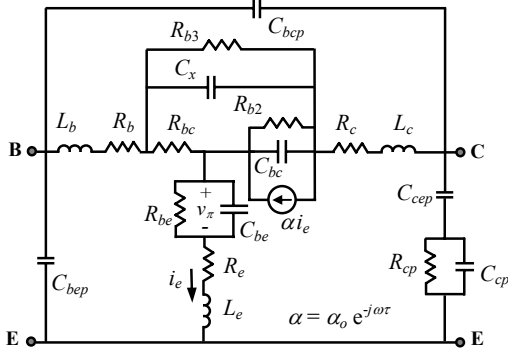 C_bcp
R_b3
C_x
R_b2
L_b R_b R_bc R_c L_c
B C
C_bc
C_cep
+
R_be v_π C_be αi_e
-
R_cp C_cp
R_e
C_bep i_e
L_e
α = α_o e^{-jωτ}
E E